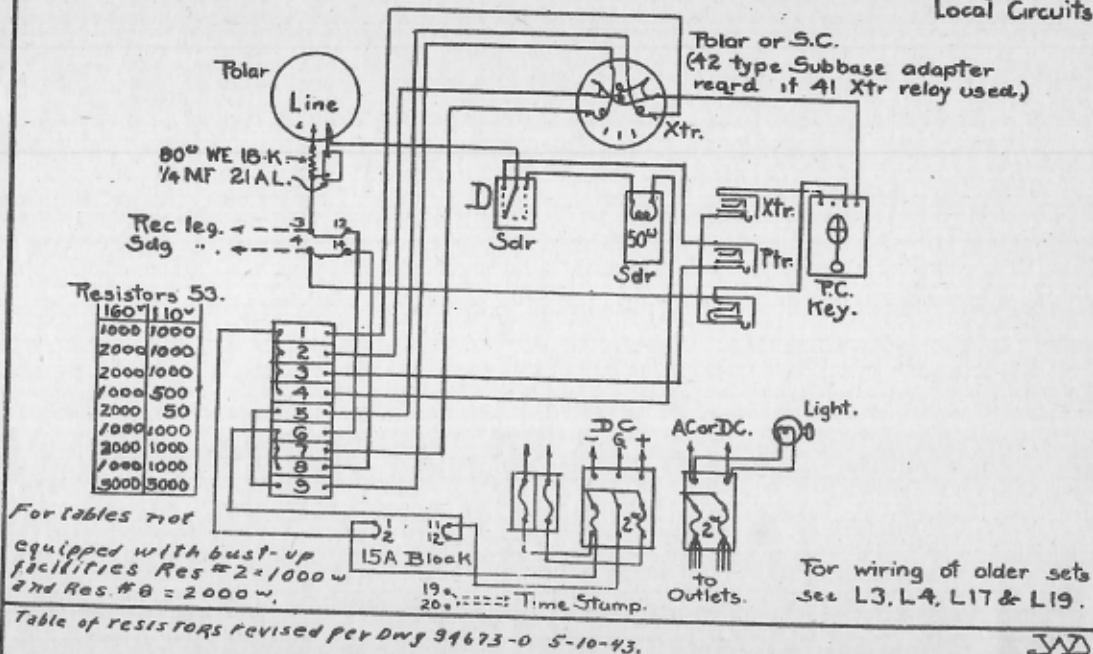 Local Circuits
Polar or S.C.
(42 type Subbase adapter
reqrd if 41 Xtr relay used.)
Polar
Line
Xtr.
80ω WE 18-K
1/4 MF 21 AL.
D
Sdr
50ω
Sdr
Xtr.
Ptr.
P.C.
Key.
Rec leg. 3 13
Sdg " 4 14
Resistors 53.
160v 110v
1000 1000
2000 1000
2000 1000
1000 500
2000 50
1000 1000
2000 1000
1000 1000
3000 3000
1
2
3
4
5
6
7
8
9
Light.
DC
- G +
AC or DC.
2"
2"
For tables not
equipped with bust-up
facilities Res #2=1000ω
and Res. #8 = 2000ω.
1 11
2 12
15A Block
19
20 Time Stamp.
to
Outlets.
For wiring of older sets
see L3, L4, L17 & L19.
Table of resistors revised per Dwg 94673-0 5-10-43.
JWD